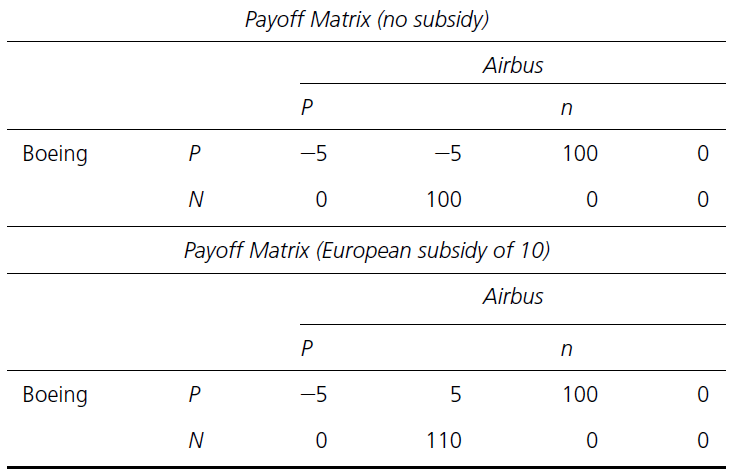 Payoff Matrix (no subsidy)
Airbus
P n
Boeing P −5 −5 100 0
N 0 100 0 0
Payoff Matrix (European subsidy of 10)
Airbus
P n
Boeing P −5 5 100 0
N 0 110 0 0